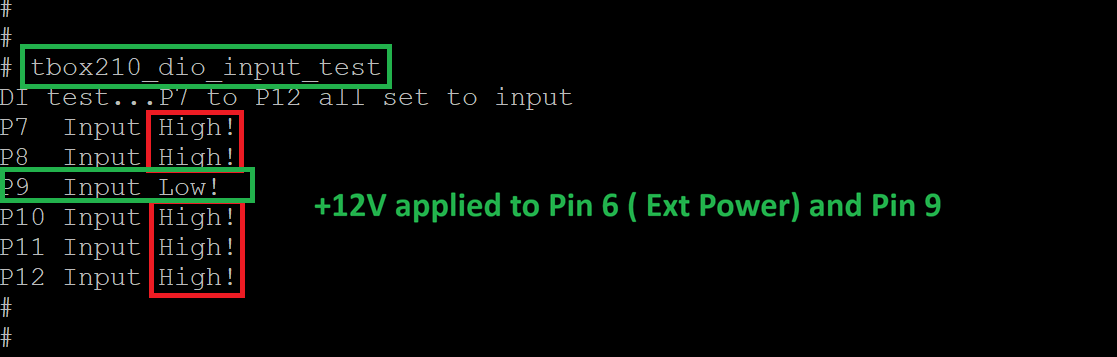 #
#
# tbox210_dio_input_test
DI test...P7 to P12 all set to input
P7  Input High!
P8  Input High!
P9  Input Low!
+12V applied to Pin 6 ( Ext Power) and Pin 9
P10 Input High!
P11 Input High!
P12 Input High!
#
#